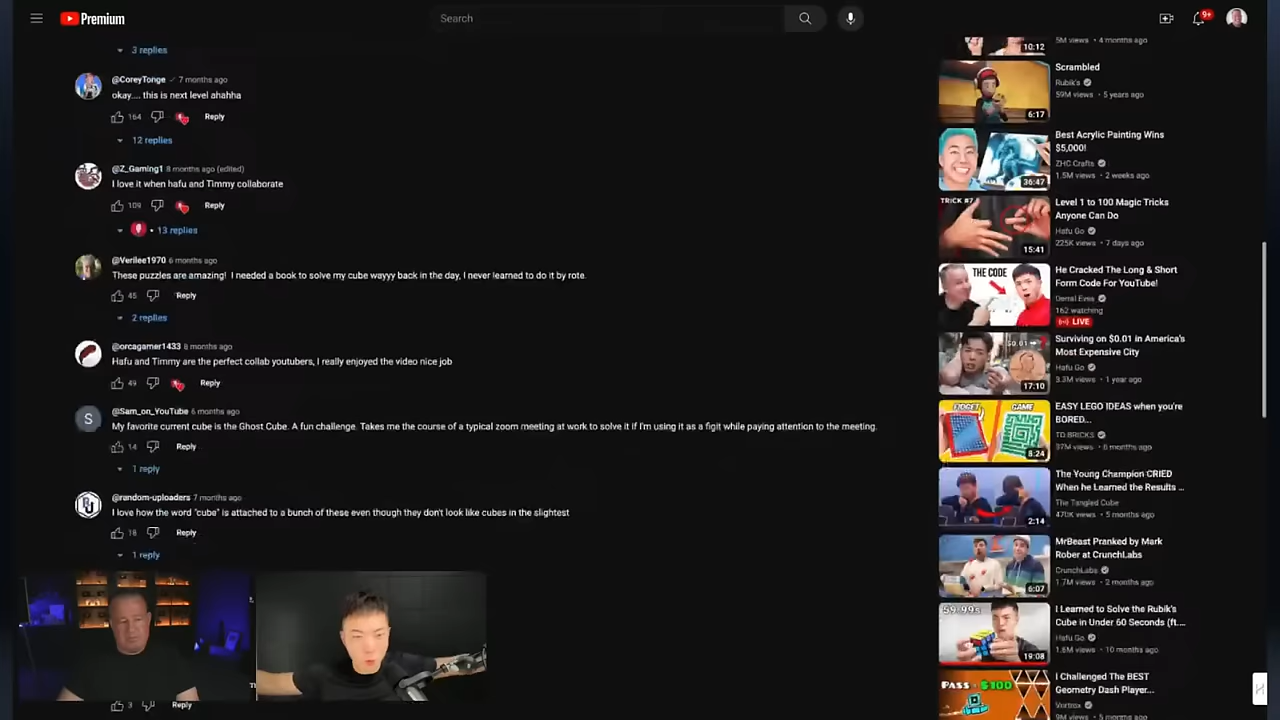 Premium
Search
9+
3 replies
@CoreyTonge 7 months ago
okay.... this is next level ahahha
164 Reply
12 replies
@Z_Gaming1 8 months ago (edited)
I love it when hafu and Timmy collaborate
109 Reply
13 replies
@Verilee1970 6 months ago
These puzzles are amazing! I needed a book to solve my cube wayyy back in the day, I never learned to do it by rote.
45 Reply
2 replies
@orcagamer1433 8 months ago
Hafu and Timmy are the perfect collab youtubers, I really enjoyed the video nice job
49 Reply
S
@Sam_on_YouTube 6 months ago
My favorite current cube is the Ghost Cube. A fun challenge. Takes me the course of a typical zoom meeting at work to solve it if I'm using it as a figit while paying attention to the meeting.
14 Reply
1 reply
@random-uploaders 7 months ago
I love how the word "cube" is attached to a bunch of these even though they don't look like cubes in the slightest
18 Reply
1 reply
3 Reply
10:12
5M views • 4 months ago
6:17
Scrambled
Rubik's
59M views • 5 years ago
36:47
Best Acrylic Painting Wins
$5,000!
ZHC Crafts
1.5M views • 2 weeks ago
TRICK #7
15:41
Level 1 to 100 Magic Tricks
Anyone Can Do
Hafu Go
225K views • 7 days ago
THE CODE
He Cracked The Long & Short
Form Code For YouTube!
Derral Eves
162 watching
LIVE
$0.01
17:10
Surviving on $0.01 in America's
Most Expensive City
Hafu Go
3.3M views • 1 year ago
FIDGET GAME
8:24
EASY LEGO IDEAS when you're
BORED...
TD BRICKS
37M views • 6 months ago
2:14
The Young Champion CRIED
When he Learned the Results ...
The Tangled Cube
470K views • 5 months ago
6:07
MrBeast Pranked by Mark
Rober at CrunchLabs
CrunchLabs
1.7M views • 2 months ago
59.99s
19:08
I Learned to Solve the Rubik's
Cube in Under 60 Seconds (ft....
Hafu Go
1.6M views • 10 months ago
PASS = $100
I Challenged The BEST
Geometry Dash Player...
Vortrox
9M views • 5 months ago